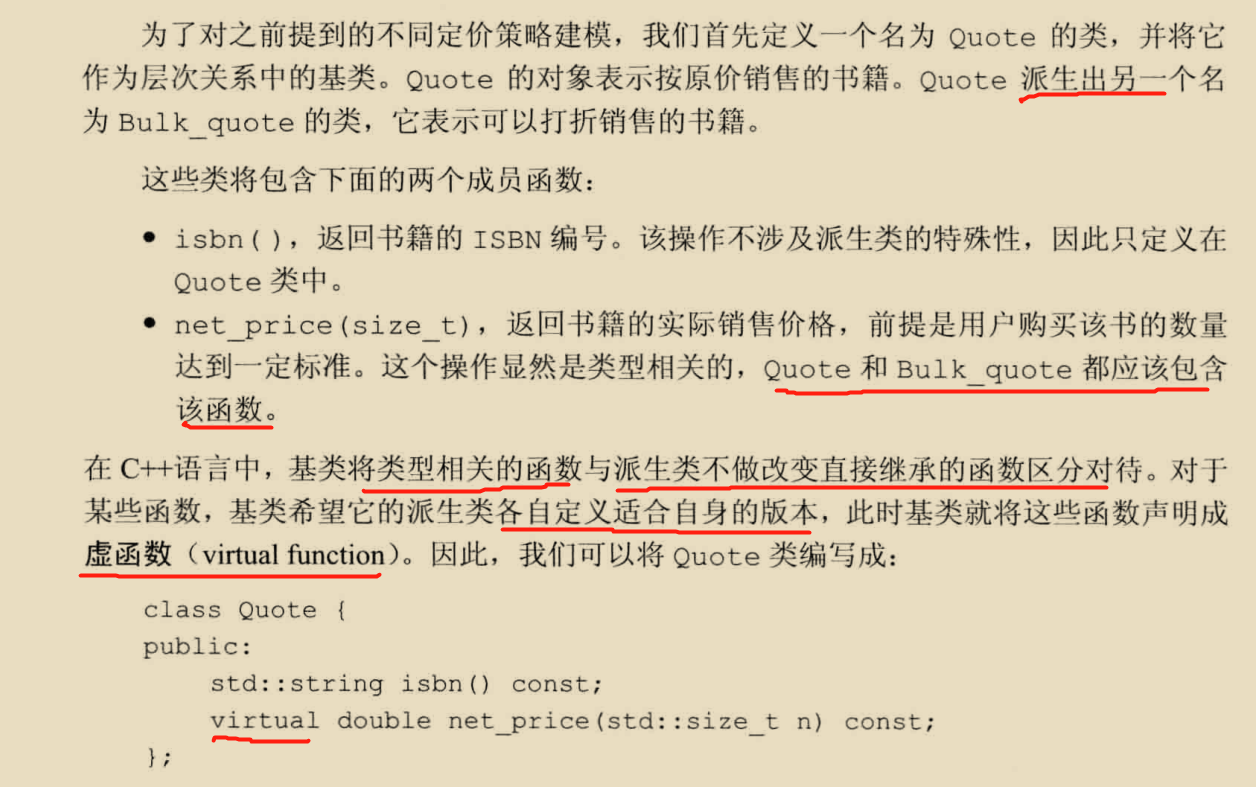 为了对之前提到的不同定价策略建模，我们首先定义一个名为 Quote 的类，并将它
作为层次关系中的基类。Quote 的对象表示按原价销售的书籍。Quote 派生出另一个名
为 Bulk_quote 的类，它表示可以打折销售的书籍。
这些类将包含下面的两个成员函数：
• isbn()，返回书籍的 ISBN 编号。该操作不涉及派生类的特殊性，因此只定义在
Quote 类中。
• net_price(size_t)，返回书籍的实际销售价格，前提是用户购买该书的数量
达到一定标准。这个操作显然是类型相关的，Quote 和 Bulk_quote 都应该包含
该函数。
在 C++语言中，基类将类型相关的函数与派生类不做改变直接继承的函数区分对待。对于
某些函数，基类希望它的派生类各自定义适合自身的版本，此时基类就将这些函数声明成
虚函数（virtual function）。因此，我们可以将 Quote 类编写成：
class Quote {
public:
std::string isbn() const;
virtual double net_price(std::size_t n) const;
};